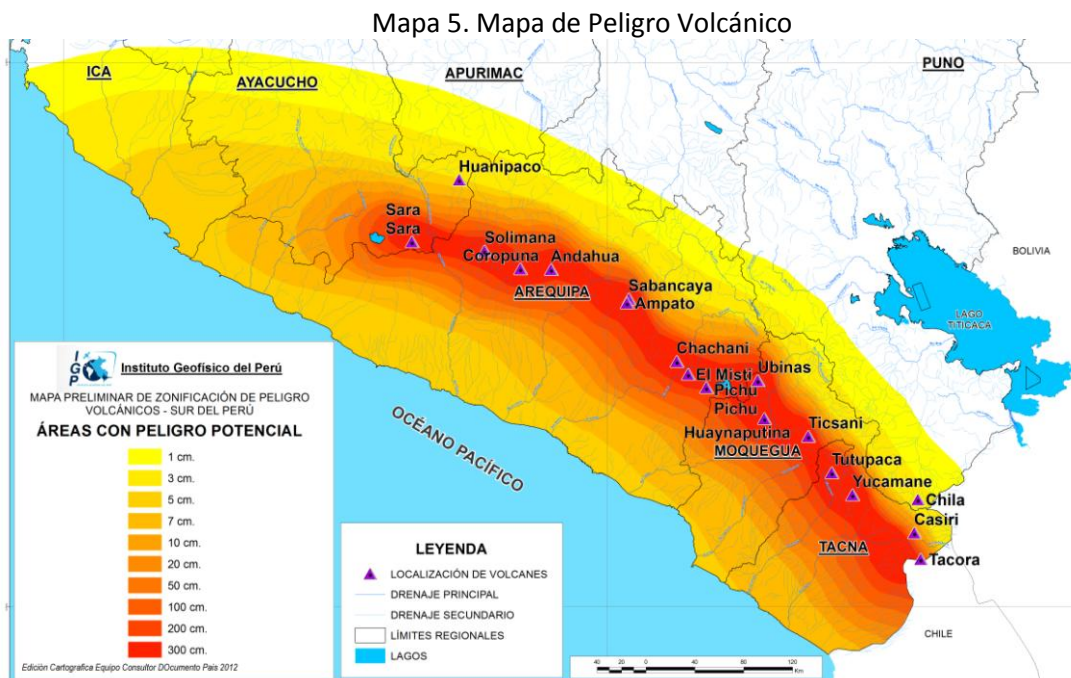 Mapa 5. Mapa de Peligro Volcánico
ICA
AYACUCHO
APURIMAC
PUNO
Huanipaco
Sara
Sara
Solimana
Coropuna
Andahua
AREQUIPA
Sabancaya
Ampato
BOLIVIA
LAGO
TITICACA
Chachani
El Misti
Ubinas
Pichu
Pichu
Huaynaputina
Ticsani
MOQUEGUA
Tutupaca
Yucamane
Chila
Casiri
TACNA
Tacora
CHILE
OCÉANO PACÍFICO
IGP
Instituto Geofísico del Perú
MAPA PRELIMINAR DE ZONIFICACIÓN DE PELIGRO
VOLCÁNICOS - SUR DEL PERÚ
ÁREAS CON PELIGRO POTENCIAL
1 cm.
3 cm.
5 cm.
7 cm.
10 cm.
20 cm.
50 cm.
100 cm.
200 cm.
300 cm.
Edición Cartografica Equipo Consultor DOcumento Pais 2012
LEYENDA
LOCALIZACIÓN DE VOLCANES
DRENAJE PRINCIPAL
DRENAJE SECUNDARIO
LÍMITES REGIONALES
LAGOS
40 20 0 40 80 120
Km